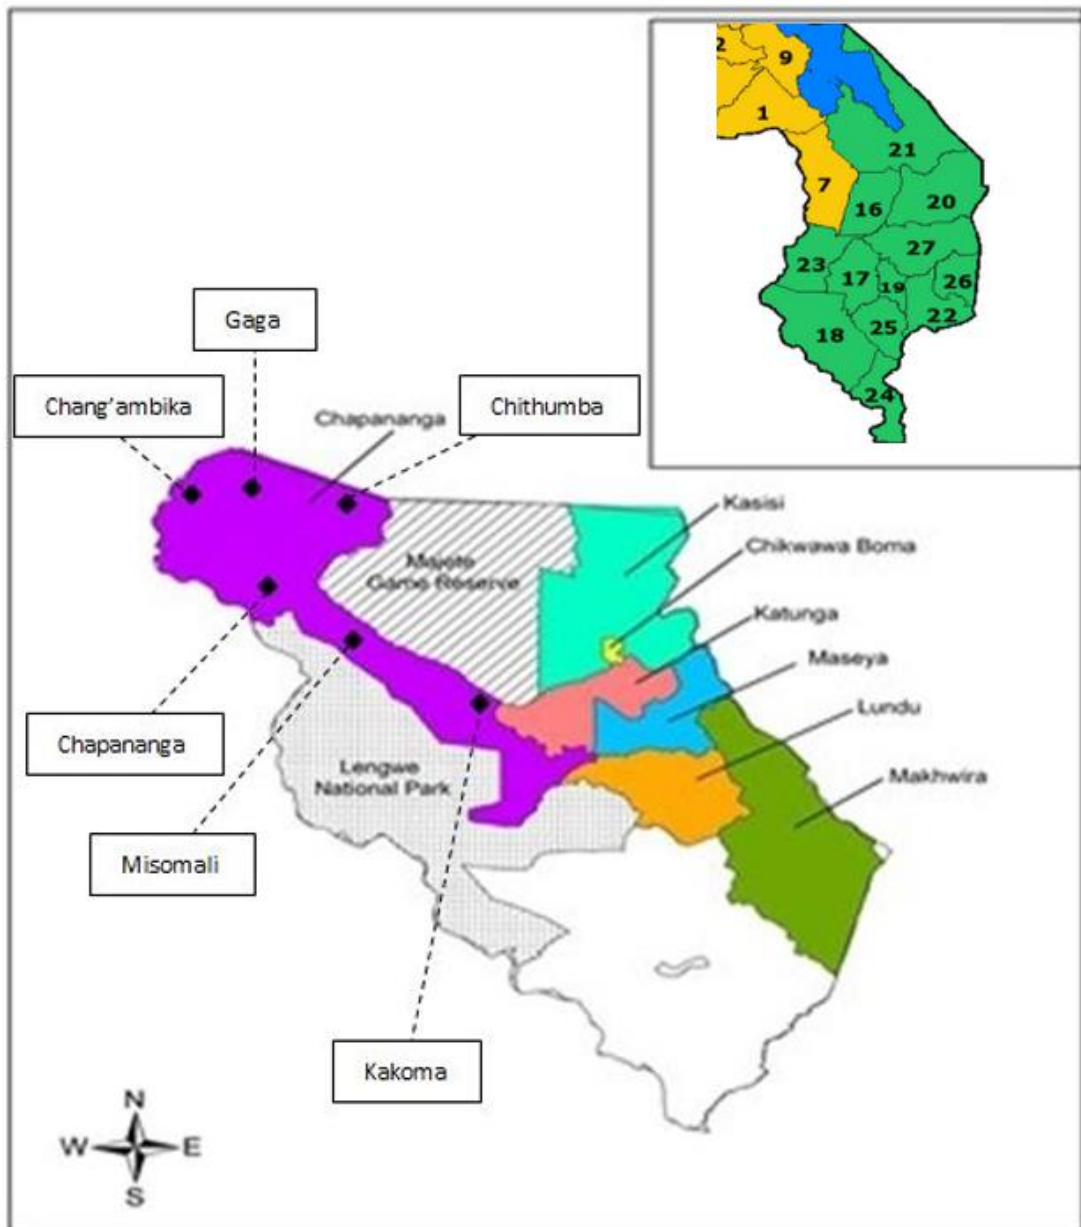 2
9
1
21
7
16
20
27
23
17
19
26
22
25
18
24
Gaga
Chang'ambika
Chithumba
Chapananga
Kasisi
Majete
Game Reserve
Chikwawa Boma
Katunga
Maseya
Lundu
Chapananga
Lengwe
National Park
Makhwira
Misomali
Kakoma
N
W E
S